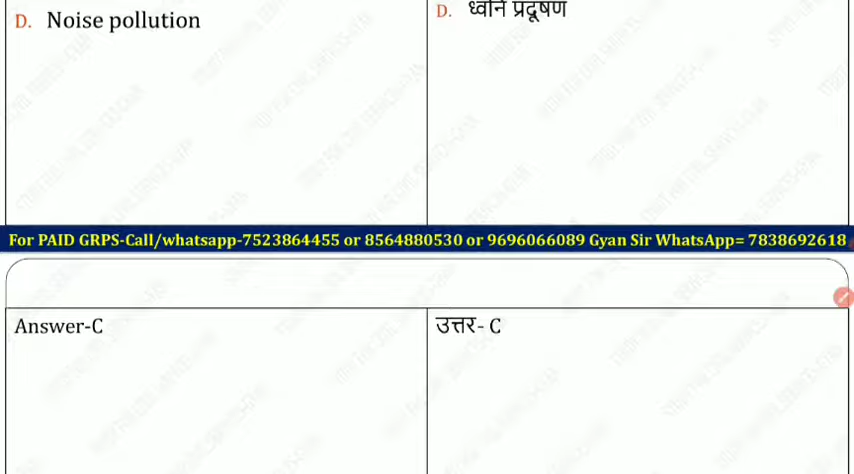 D. Noise pollution
D. ध्वनि प्रदूषण
For PAID GRPS-Call/whatsapp-7523864455 or 8564880530 or 9696066089 Gyan Sir WhatsApp= 7838692618
Answer-C
उत्तर- C